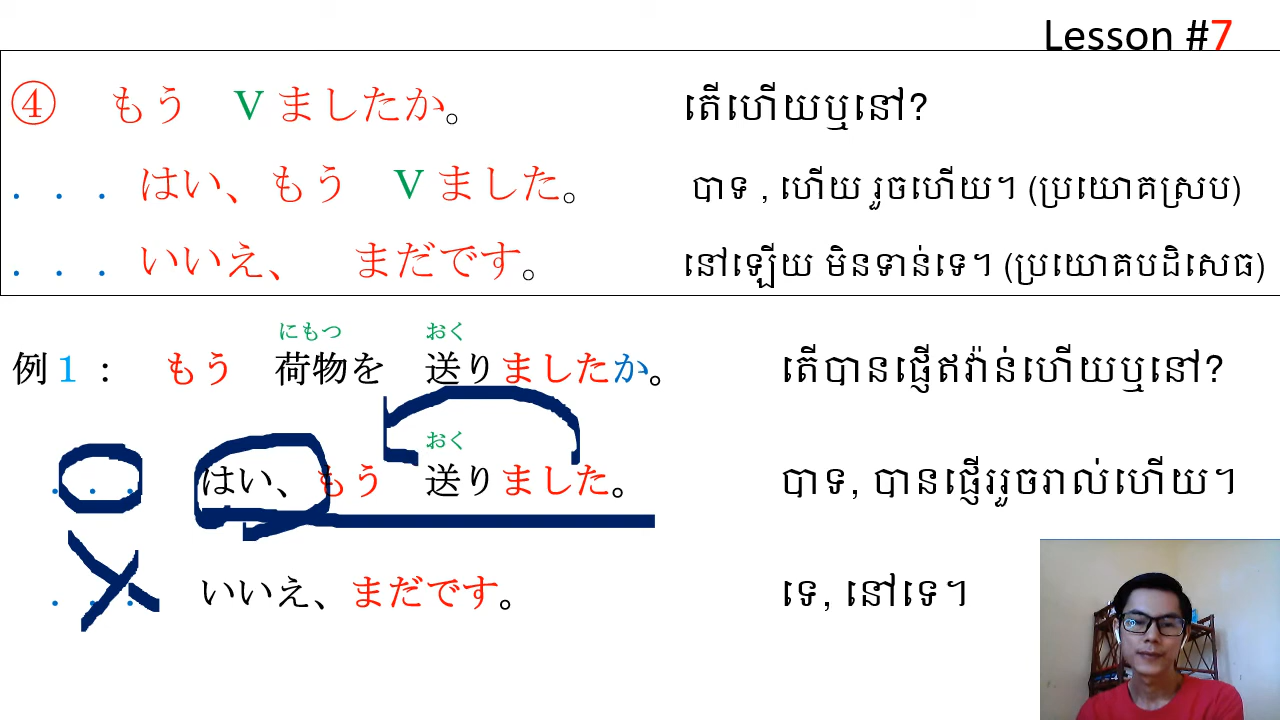 Lesson #7
④ もう Vましたか。 តើហើយឬនៅ?
. . . はい、もう Vました。 បាទ , ហើយ រួចហើយ។ (ប្រយោគស្រប)
. . . いいえ、 まだです。 នៅឡើយ មិនទាន់ទេ។ (ប្រយោគបដិសេធ)
にもつ おく
例1 : もう 荷物を 送りましたか。 តើបានផ្ញើឥវ៉ាន់ហើយឬនៅ?
おく
. . . はい、もう 送りました。 បាទ, បានផ្ញើររួចរាល់ហើយ។
. . . いいえ、まだです。 ទេ, នៅទេ។